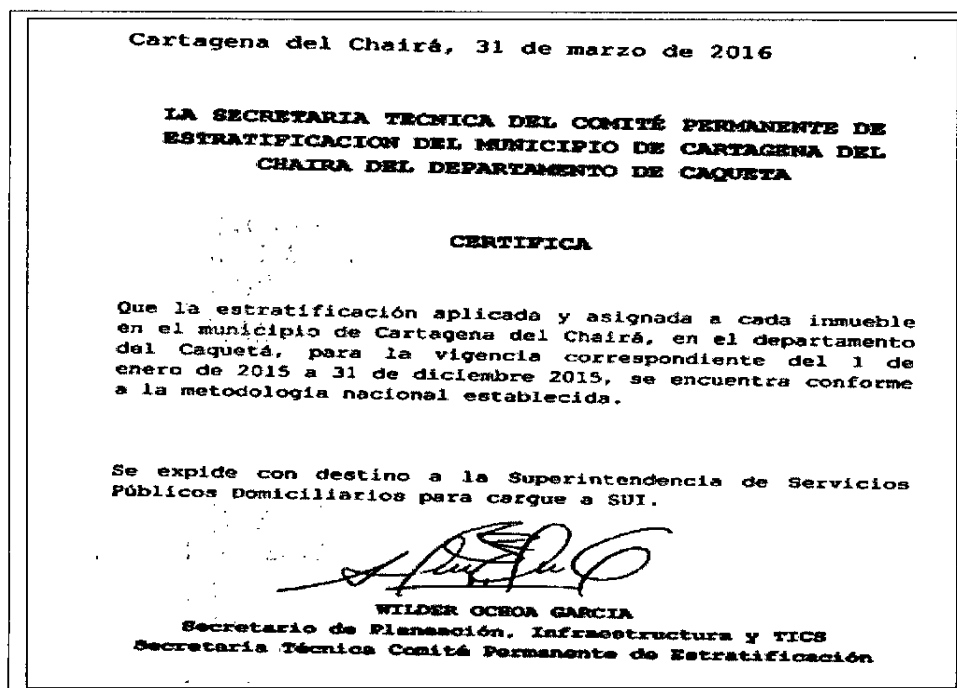 Cartagena del Chairá, 31 de marzo de 2016
LA SECRETARIA TECNICA DEL COMITÉ PERMANENTE DE
ESTRATIFICACION DEL MUNICIPIO DE CARTAGENA DEL
CHAIRA DEL DEPARTAMENTO DE CAQUETA
CERTIFICA
Que la estratificación aplicada y asignada a cada inmueble
en el municipio de Cartagena del Chairá, en el departamento
del Caquetá, para la vigencia correspondiente del 1 de
enero de 2015 a 31 de diciembre 2015, se encuentra conforme
a la metodología nacional establecida.
Se expide con destino a la Superintendencia de Servicios
Públicos Domiciliarios para cargue a SUI.
WILDER OCHOA GARCIA
Secretario de Planeación, Infraestructura y TICS
Secretaría Técnica Comité Permanente de Estratificación